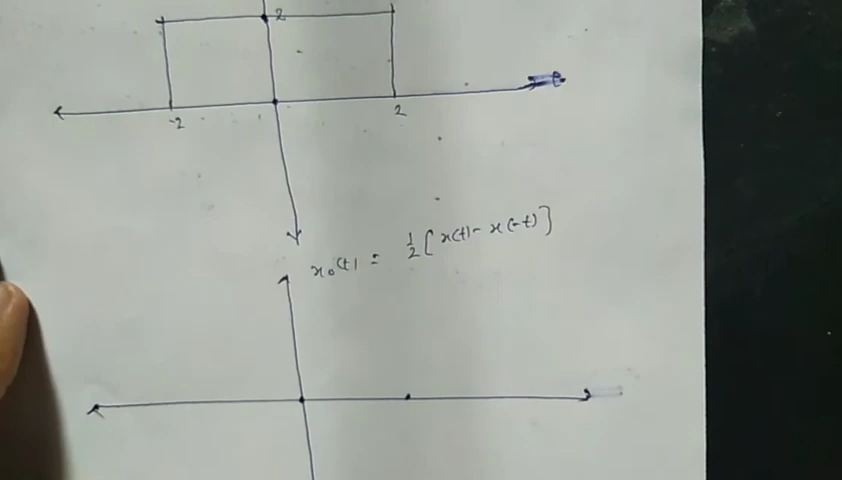 2
-2 2
x₀(t) = 1/2 [x(t) - x(-t)]